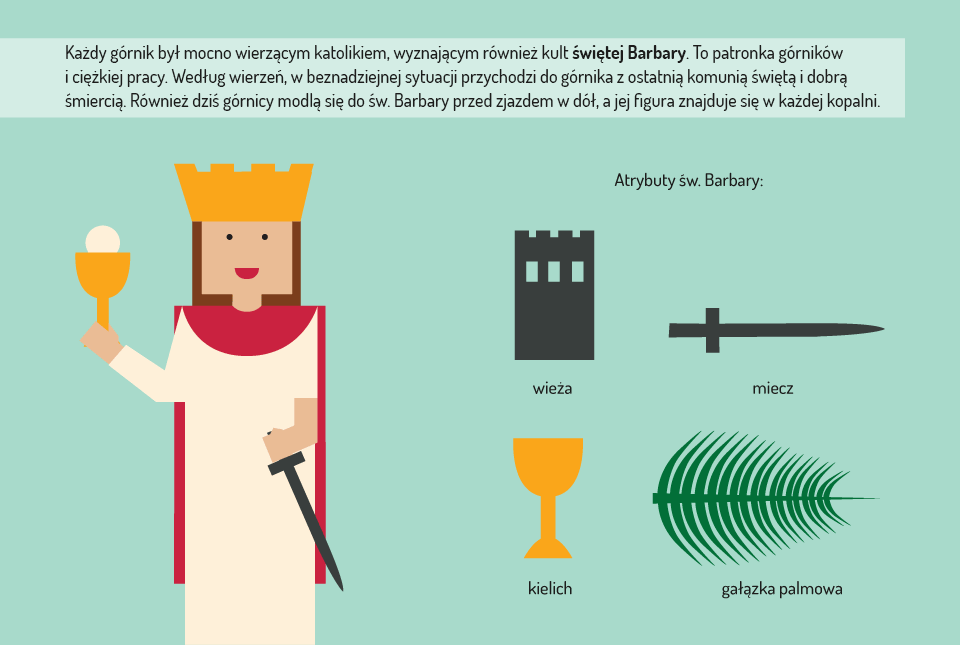 Każdy górnik był mocno wierzącym katolikiem, wyznającym również kult świętej Barbary. To patronka górników
i ciężkiej pracy. Według wierzeń, w beznadziejnej sytuacji przychodzi do górnika z ostatnią komunią świętą i dobrą
śmiercią. Również dziś górnicy modlą się do św. Barbary przed zjazdem w dół, a jej figura znajduje się w każdej kopalni.
Atrybuty św. Barbary:
wieża
miecz
kielich
gałązka palmowa